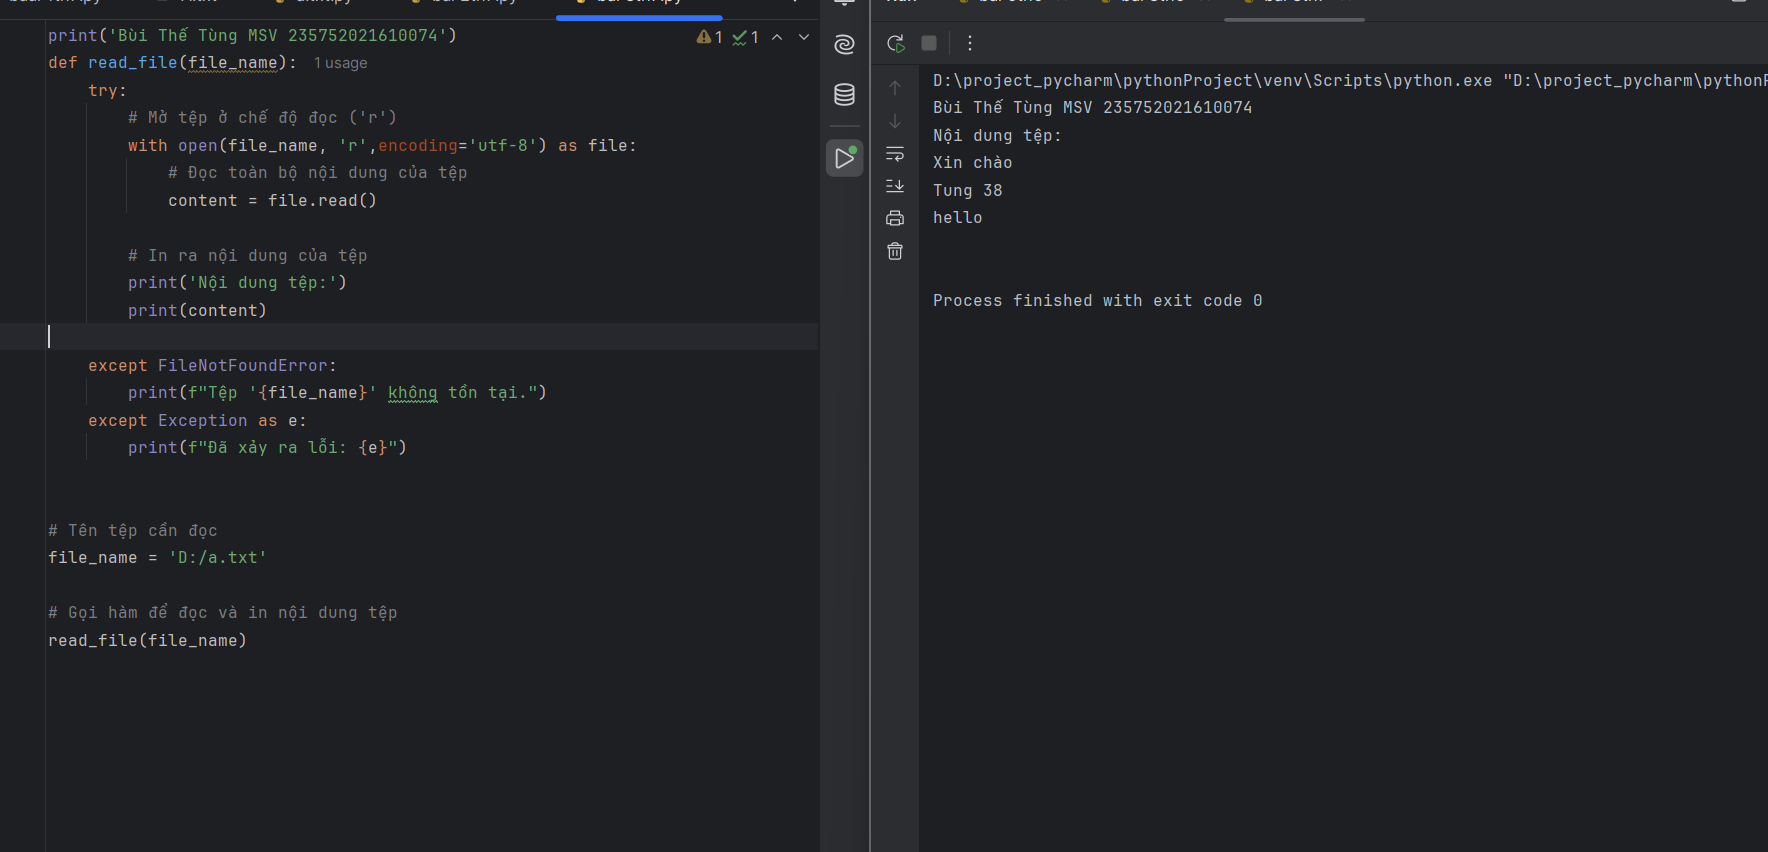 print('Bùi Thế Tùng MSV 235752021610074')
1 1
def read_file(file_name): 1 usage
try:
# Mở tệp ở chế độ đọc ('r')
with open(file_name, 'r',encoding='utf-8') as file:
# Đọc toàn bộ nội dung của tệp
content = file.read()
# In ra nội dung của tệp
print('Nội dung tệp:')
print(content)
except FileNotFoundError:
print(f"Tệp '{file_name}' không tồn tại.")
except Exception as e:
print(f"Đã xảy ra lỗi: {e}")
# Tên tệp cần đọc
file_name = 'D:/a.txt'
# Gọi hàm để đọc và in nội dung tệp
read_file(file_name)
D:\project_pycharm\pythonProject\venv\Scripts\python.exe "D:\project_pycharm\pythonP
Bùi Thế Tùng MSV 235752021610074
Nội dung tệp:
Xin chào
Tung 38
hello
Process finished with exit code 0